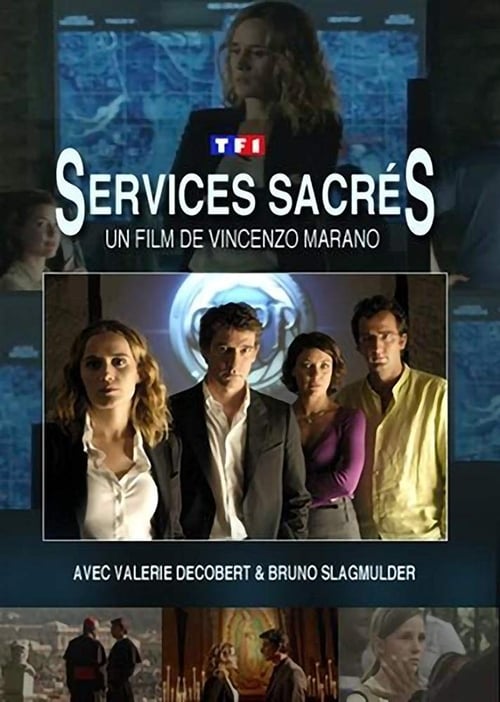 TF1
SERVICES SACRÉS
UN FILM DE VINCENZO MARANO
AVEC VALERIE DECOBERT & BRUNO SLAGMULDER